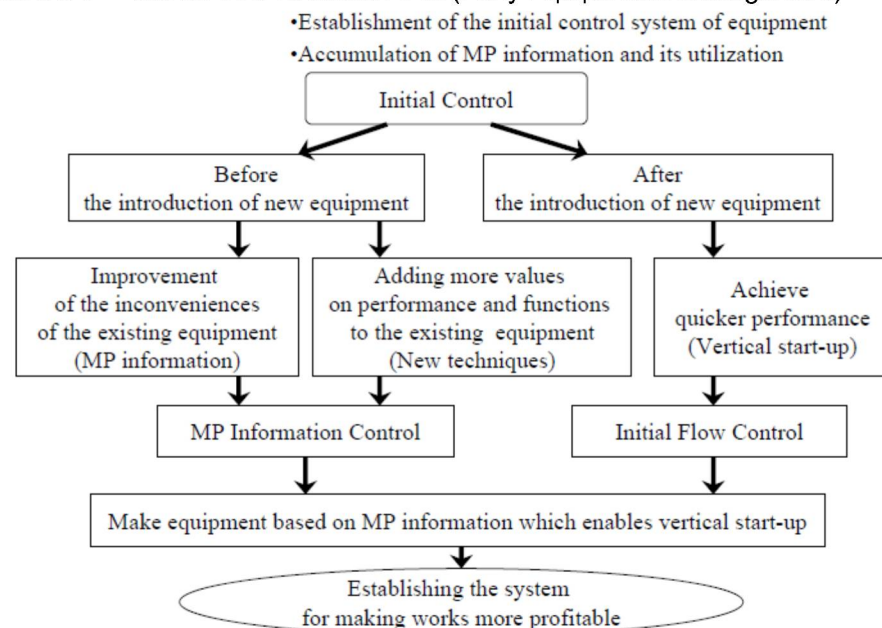 •Establishment of the initial control system of equipment
•Accumulation of MP information and its utilization
Initial Control
Before
the introduction of new equipment
After
the introduction of new equipment
Improvement
of the inconveniences
of the existing equipment
(MP information)
Adding more values
on performance and functions
to the existing equipment
(New techniques)
Achieve
quicker performance
(Vertical start-up)
MP Information Control
Initial Flow Control
Make equipment based on MP information which enables vertical start-up
Establishing the system
for making works more profitable